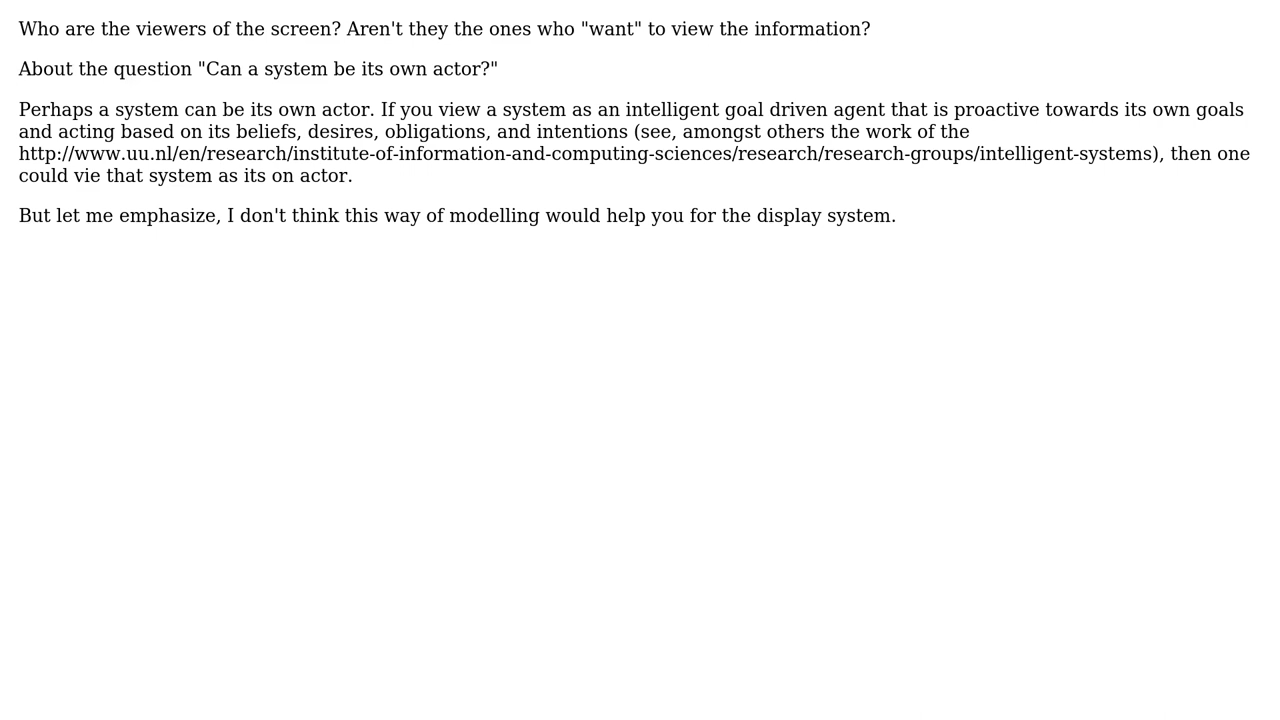 Who are the viewers of the screen? Aren't they the ones who "want" to view the information?
About the question "Can a system be its own actor?"
Perhaps a system can be its own actor. If you view a system as an intelligent goal driven agent that is proactive towards its own goals
and acting based on its beliefs, desires, obligations, and intentions (see, amongst others the work of the
http://www.uu.nl/en/research/institute-of-information-and-computing-sciences/research/research-groups/intelligent-systems), then one
could vie that system as its on actor.
But let me emphasize, I don't think this way of modelling would help you for the display system.